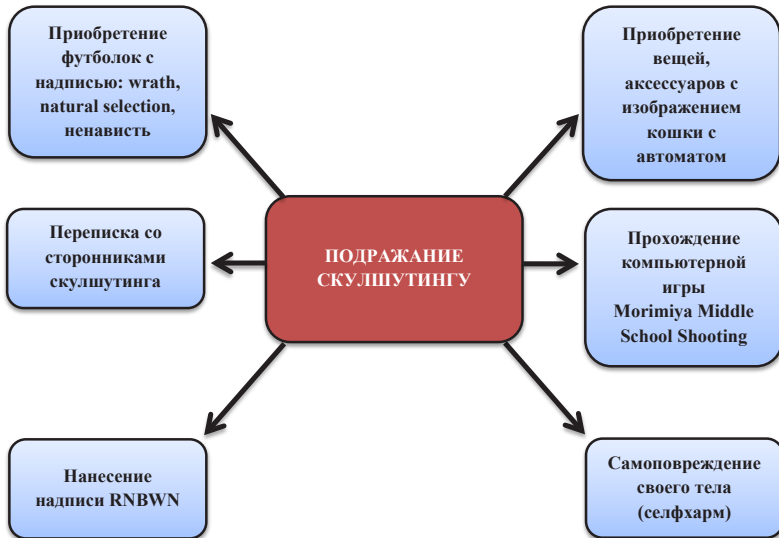 Приобретение
футболок с
надписью: wrath,
natural selection,
ненависть
Приобретение
вещей,
аксессуаров с
изображением
кошки с
автоматом
Переписка со
сторонниками
скулшутинга
ПОДРАЖАНИЕ
СКУЛШУТИНГУ
Прохождение
компьютерной
игры
Morimiya Middle
School Shooting
Нанесение
надписи RNBWN
Самоповреждение
своего тела
(селфхарм)